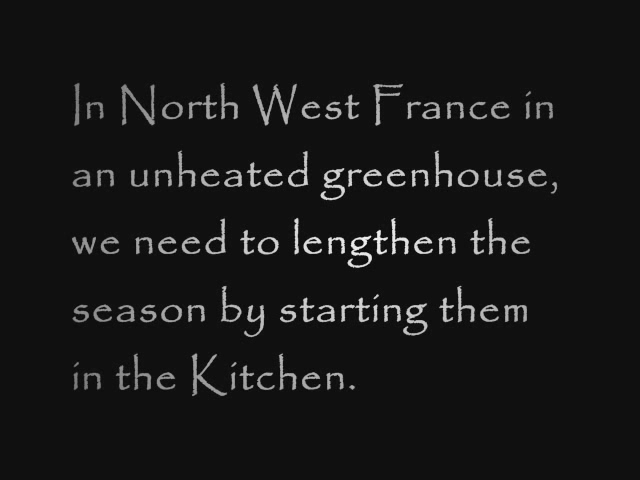 In North West France in
an unheated greenhouse,
we need to lengthen the
season by starting them
in the Kitchen.